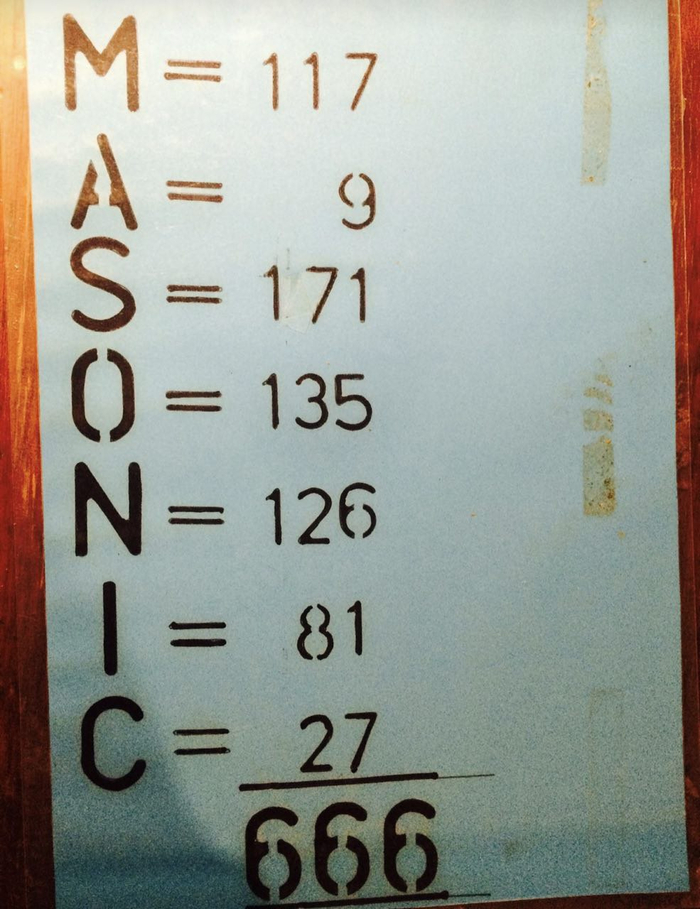 M = 117
A = 9
S = 171
O = 135
N = 126
I = 81
C = 27
666